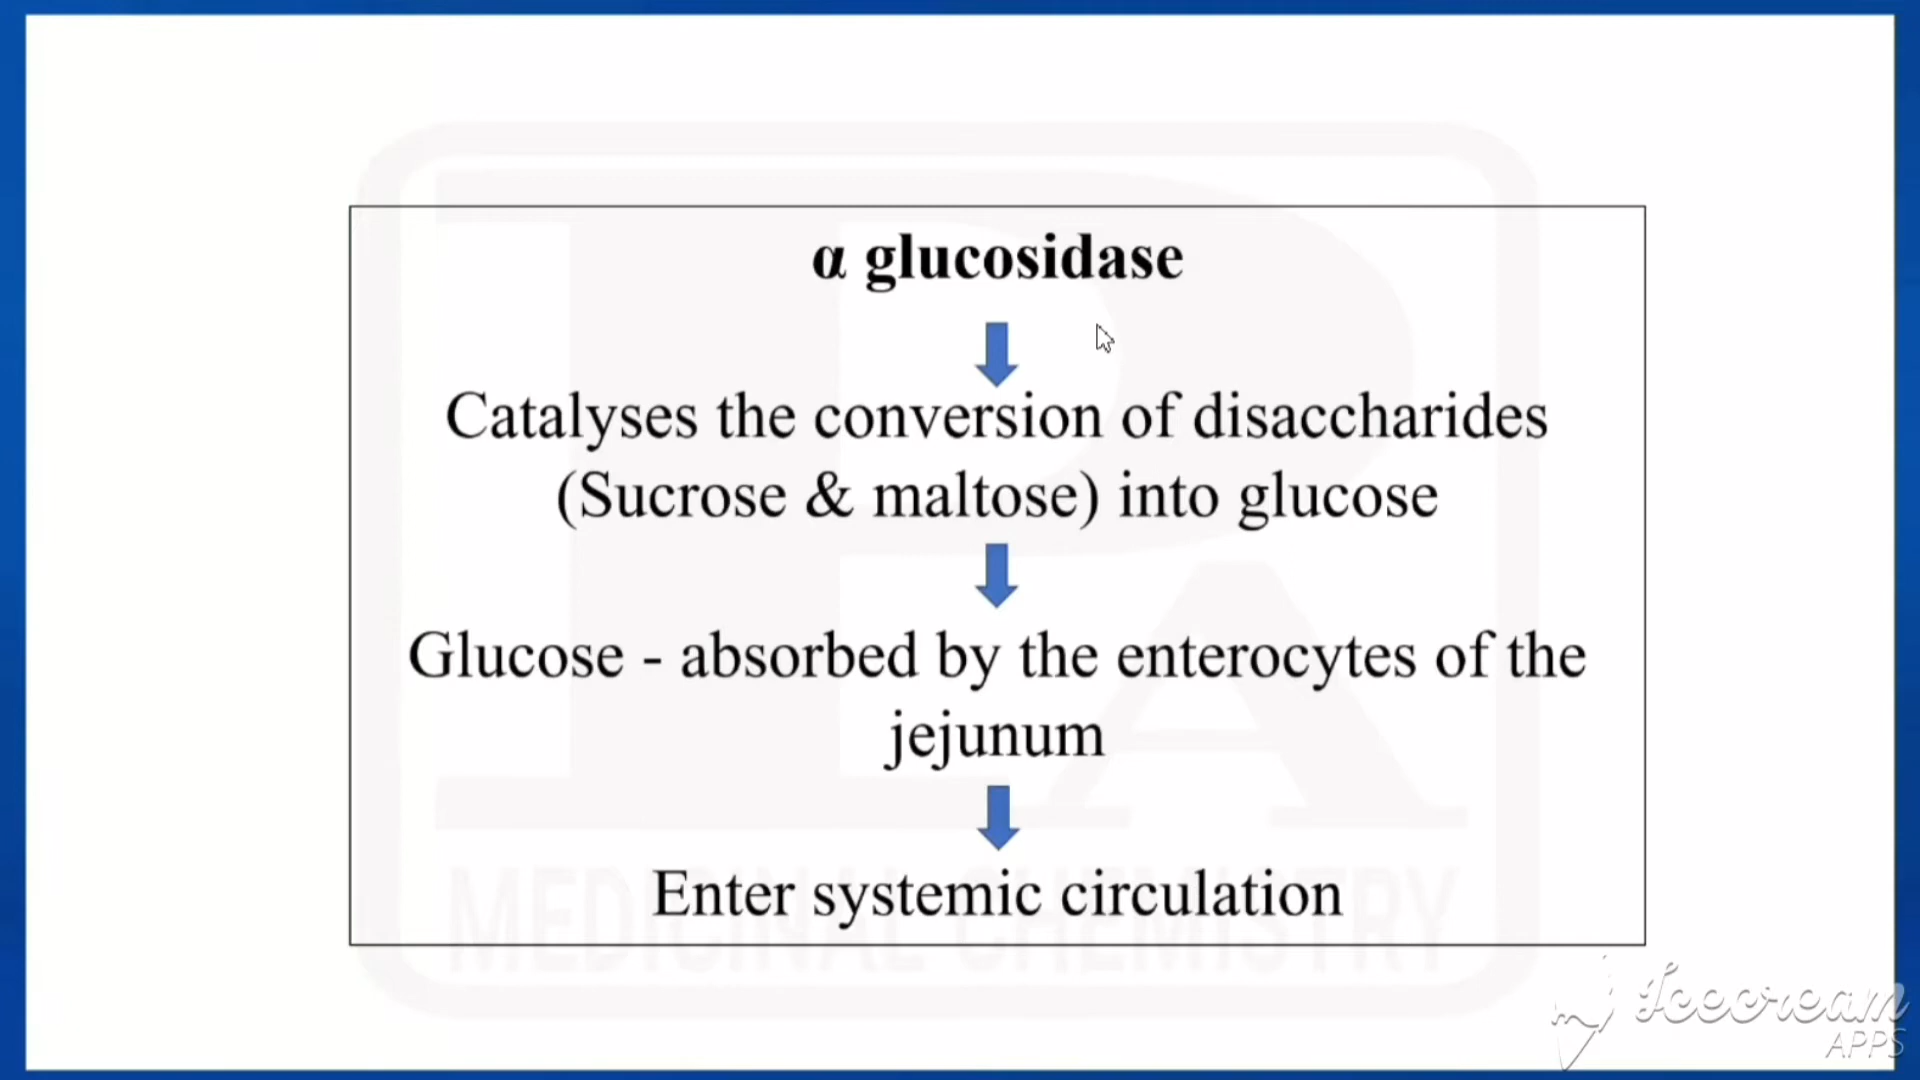 α glucosidase
Catalyses the conversion of disaccharides
(Sucrose & maltose) into glucose
Glucose - absorbed by the enterocytes of the
jejunum
Enter systemic circulation
PA
MEDICINAL CHEMISTRY
Icecream
APPS